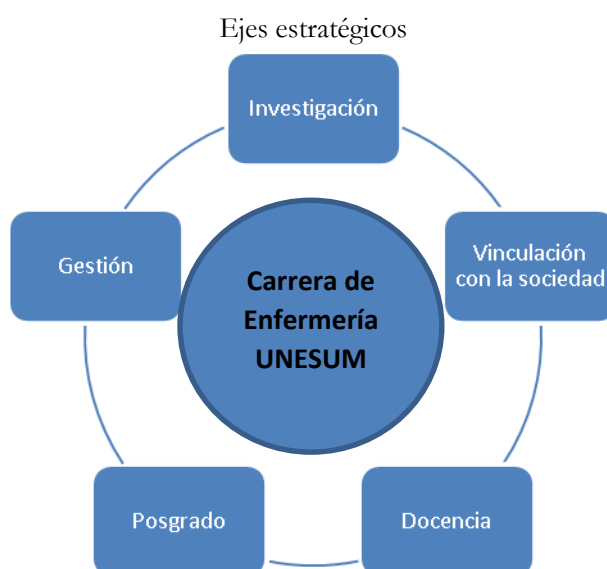 Ejes estratégicos
Investigación
Gestión
Vinculación
con la sociedad
Carrera de
Enfermería
UNESUM
Posgrado
Docencia